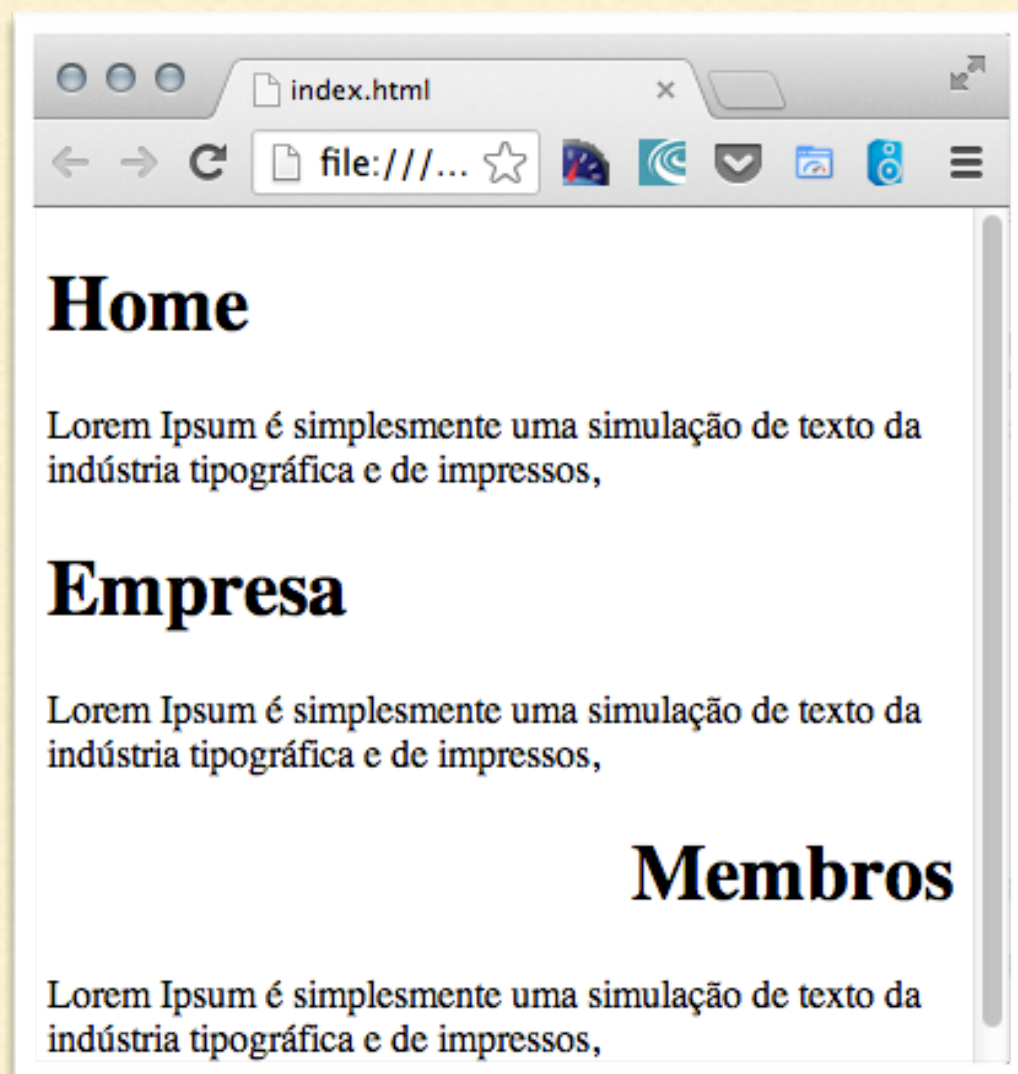 index.html
file:///...
Home
Lorem Ipsum é simplesmente uma simulação de texto da
indústria tipográfica e de impressos,
Empresa
Lorem Ipsum é simplesmente uma simulação de texto da
indústria tipográfica e de impressos,
Membros
Lorem Ipsum é simplesmente uma simulação de texto da
indústria tipográfica e de impressos,